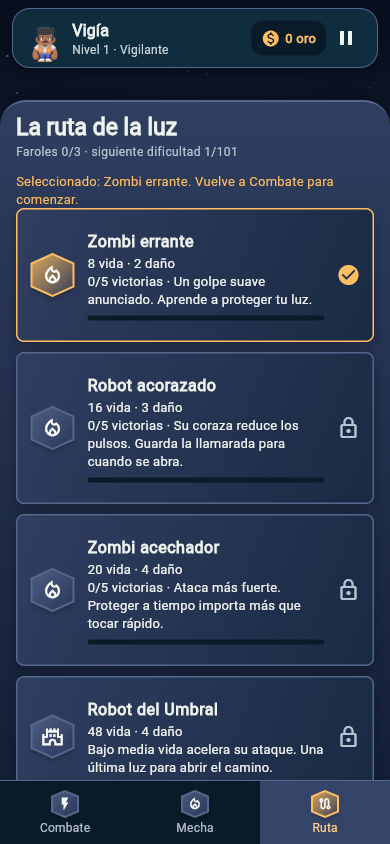 Vigía
Nivel 1 · Vigilante
0 oro
La ruta de la luz
Faroles 0/3 · siguiente dificultad 1/101
Seleccionado: Zombi errante. Vuelve a Combate para
comenzar.
Zombi errante
8 vida · 2 daño
0/5 victorias · Un golpe suave
anunciado. Aprende a proteger tu luz.
Robot acorazado
16 vida · 3 daño
0/5 victorias · Su coraza reduce los
pulsos. Guarda la llamarada para
cuando se abra.
Zombi acechador
20 vida · 4 daño
0/5 victorias · Ataca más fuerte.
Proteger a tiempo importa más que
tocar rápido.
Robot del Umbral
48 vida · 4 daño
Bajo media vida acelera su ataque. Una
última luz para abrir el camino.
Combate
Mecha
Ruta